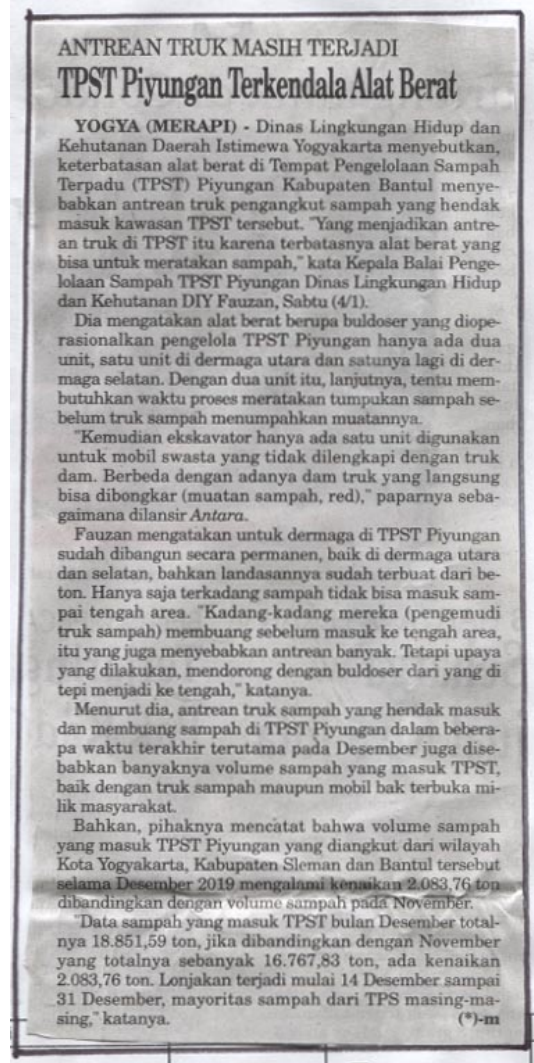 ANTREAN TRUK MASIH TERJADI
TPST Piyungan Terkendala Alat Berat
YOGYA (MERAPI) - Dinas Lingkungan Hidup dan
Kehutanan Daerah Istimewa Yogyakarta menyebutkan,
keterbatasan alat berat di Tempat Pengelolaan Sampah
Terpadu (TPST) Piyungan Kabupaten Bantul menye-
babkan antrean truk pengangkut sampah yang hendak
masuk kawasan TPST tersebut. "Yang menjadikan antre-
an truk di TPST itu karena terbatasnya alat berat yang
bisa untuk meratakan sampah," kata Kepala Balai Penge-
lolaan Sampah TPST Piyungan Dinas Lingkungan Hidup
dan Kehutanan DIY Fauzan, Sabtu (4/1).
Dia mengatakan alat berat berupa buldoser yang diope-
rasionalkan pengelola TPST Piyungan hanya ada dua
unit, satu unit di dermaga utara dan satunya lagi di der-
maga selatan. Dengan dua unit itu, lanjutnya, tentu mem-
butuhkan waktu proses meratakan tumpukan sampah se-
belum truk sampah menumpahkan muatannya.
"Kemudian ekskavator hanya ada satu unit digunakan
untuk mobil swasta yang tidak dilengkapi dengan truk
dam. Berbeda dengan adanya dam truk yang langsung
bisa dibongkar (muatan sampah, red)," paparnya seba-
gaimana dilansir Antara.
Fauzan mengatakan untuk dermaga di TPST Piyungan
sudah dibangun secara permanen, baik di dermaga utara
dan selatan, bahkan landasannya sudah terbuat dari be-
ton. Hanya saja terkadang sampah tidak bisa masuk sam-
pai tengah area. "Kadang-kadang mereka (pengemudi
truk sampah) membuang sebelum masuk ke tengah area,
itu yang juga menyebabkan antrean banyak. Tetapi upaya
yang dilakukan, mendorong dengan buldoser dari yang di
tepi menjadi ke tengah," katanya.
Menurut dia, antrean truk sampah yang hendak masuk
dan membuang sampah di TPST Piyungan dalam bebera-
pa waktu terakhir terutama pada Desember juga dise-
babkan banyaknya volume sampah yang masuk TPST,
baik dengan truk sampah maupun mobil bak terbuka mi-
lik masyarakat.
Bahkan, pihaknya mencatat bahwa volume sampah
yang masuk TPST Piyungan yang diangkut dari wilayah
Kota Yogyakarta, Kabupaten Sleman dan Bantul tersebut
selama Desember 2019 mengalami kenaikan 2.083,76 ton
dibandingkan dengan volume sampah pada November.
"Data sampah yang masuk TPST bulan Desember total-
nya 18.851,59 ton, jika dibandingkan dengan November
yang totalnya sebanyak 16.767,83 ton, ada kenaikan
2.083,76 ton. Lonjakan terjadi mulai 14 Desember sampai
31 Desember, mayoritas sampah dari TPS masing-ma-
sing," katanya. (*)-m